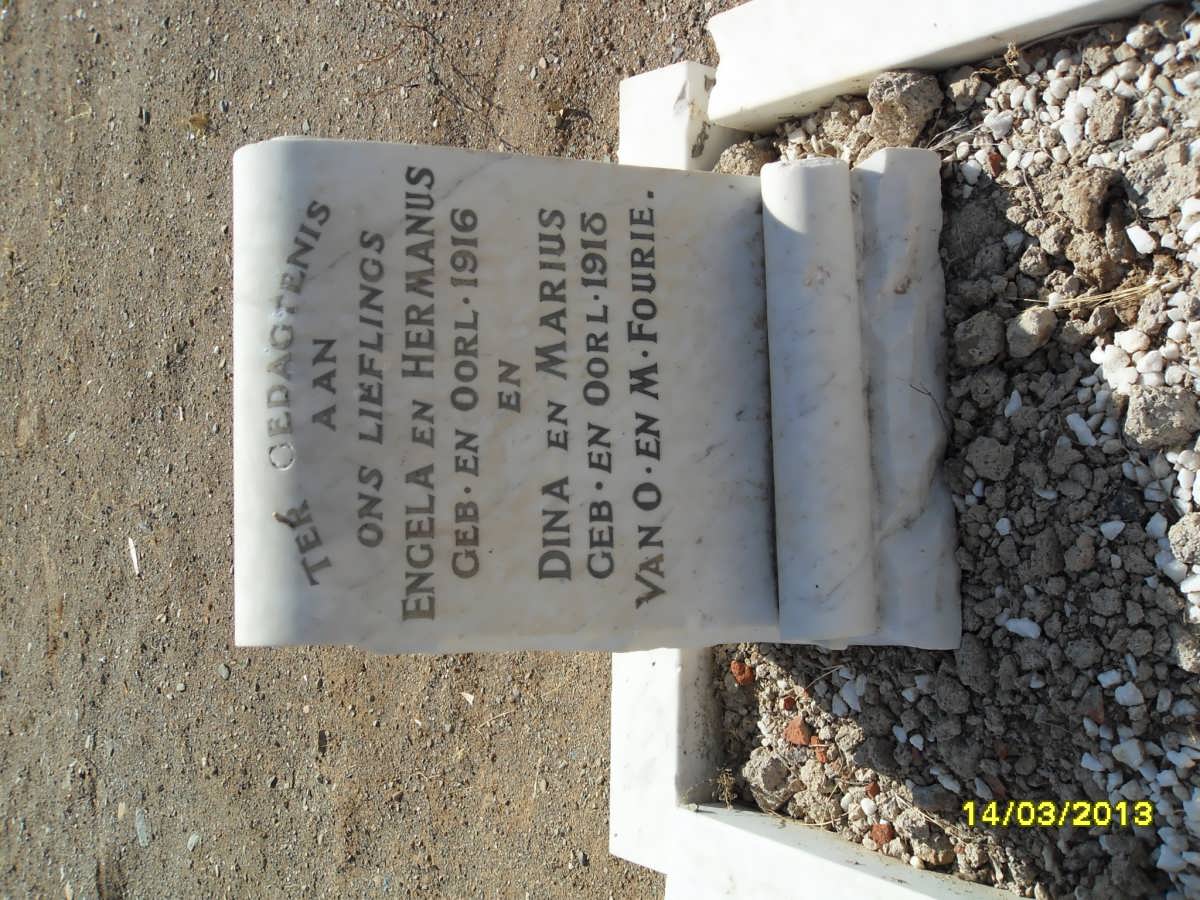 TER GEDAGTENIS
AAN
ONS LIEFLINGS
ENGELA EN HERMANUS
GEB · EN OORL · 1916
EN
DINA EN MARIUS
GEB · EN OORL · 1918
VAN O · EN M · FOURIE .
14/03/2013